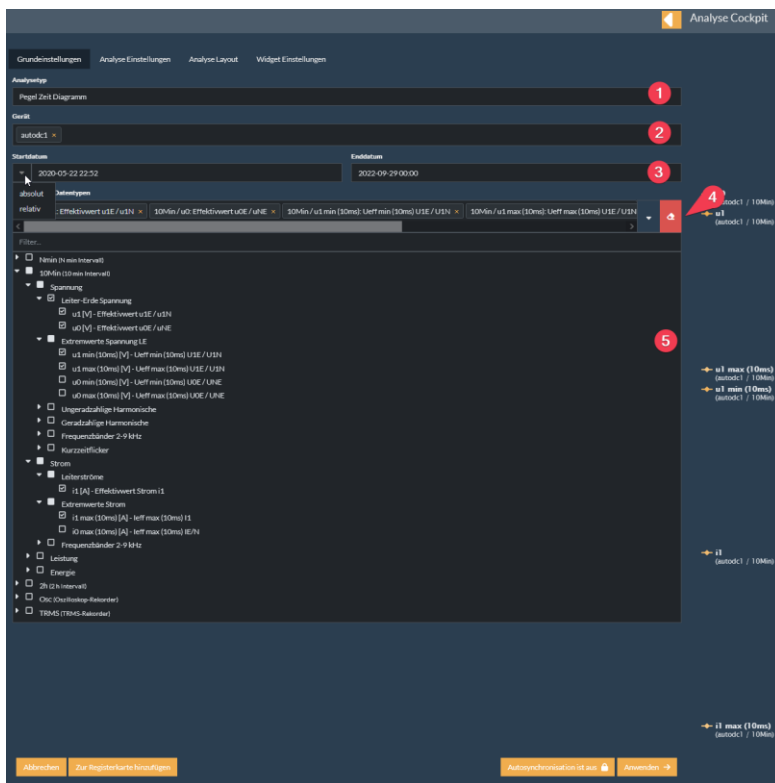 Analyse Cockpit
Grundeinstellungen Analyse Einstellungen Analyse Layout Widget Einstellungen
Analysetyp
Pegel Zeit Diagramm
1
Gerät
autodc1 ×
2
Startdatum Enddatum
2020-05-22 22:52 2022-09-29 00:00
3
absolut
relativ
Datentypen
: Effektivwert u1E / u1N × 10Min / u0: Effektivwert u0E / uNE × 10Min / u1 min (10ms): Ueff min (10ms) U1E / U1N × 10Min / u1 max (10ms): Ueff max (10ms) U1E / U1N
4
Filter...
Nmin (N min Intervall)
10Min (10 min Intervall)
Spannung
Leiter-Erde Spannung
u1 [V] - Effektivwert u1E / u1N
u0 [V] - Effektivwert u0E / uNE
Extremwerte Spannung LE
5
u1 min (10ms) [V] - Ueff min (10ms) U1E / U1N
u1 max (10ms) [V] - Ueff max (10ms) U1E / U1N
u0 min (10ms) [V] - Ueff min (10ms) U0E / UNE
u0 max (10ms) [V] - Ueff max (10ms) U0E / UNE
Ungeradzahlige Harmonische
Geradzahlige Harmonische
Frequenzbänder 2-9 kHz
Kurzzeitflicker
Strom
Leiterströme
i1 [A] - Effektivwert Strom i1
Extremwerte Strom
i1 max (10ms) [A] - Ieff max (10ms) I1
i0 max (10ms) [A] - Ieff max (10ms) IE/N
Frequenzbänder 2-9 kHz
Leistung
Energie
2h (2 h Intervall)
Osc (Oszilloskop-Rekorder)
TRMS (TRMS-Rekorder)
(autodc1 / 10Min)
u1
(autodc1 / 10Min)
u1 max (10ms)
(autodc1 / 10Min)
u1 min (10ms)
(autodc1 / 10Min)
i1
(autodc1 / 10Min)
i1 max (10ms)
(autodc1 / 10Min)
Abbrechen Zur Registerkarte hinzufügen Autosynchronisation ist aus Anwenden →